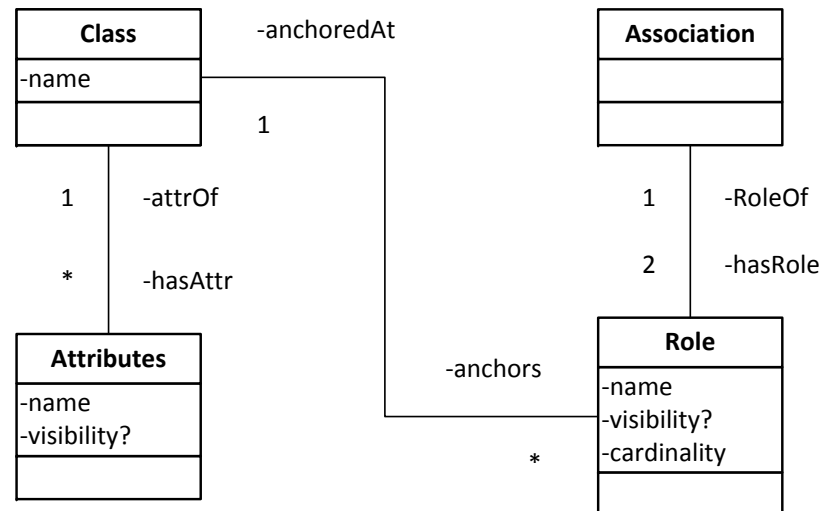 Class
-anchoredAt
Association
-name
1
1
-attrOf
1
-RoleOf
*
-hasAttr
2
-hasRole
Attributes
-name
-visibility?
-anchors
*
Role
-name
-visibility?
-cardinality